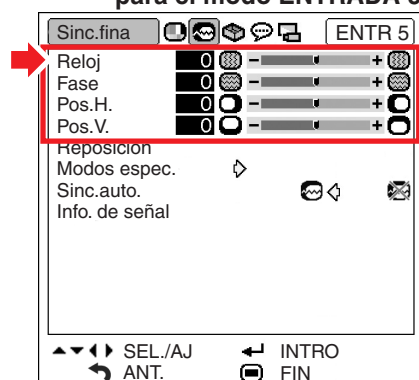 para el modo ENTRADA 5
Sinc.fina ENTR 5
Reloj 0 - +
Fase 0 - +
Pos.H. 0 - +
Pos.V. 0 - +
Reposición
Modos espec.
Sinc.auto.
Info. de señal
SEL./AJ INTRO
ANT. FIN